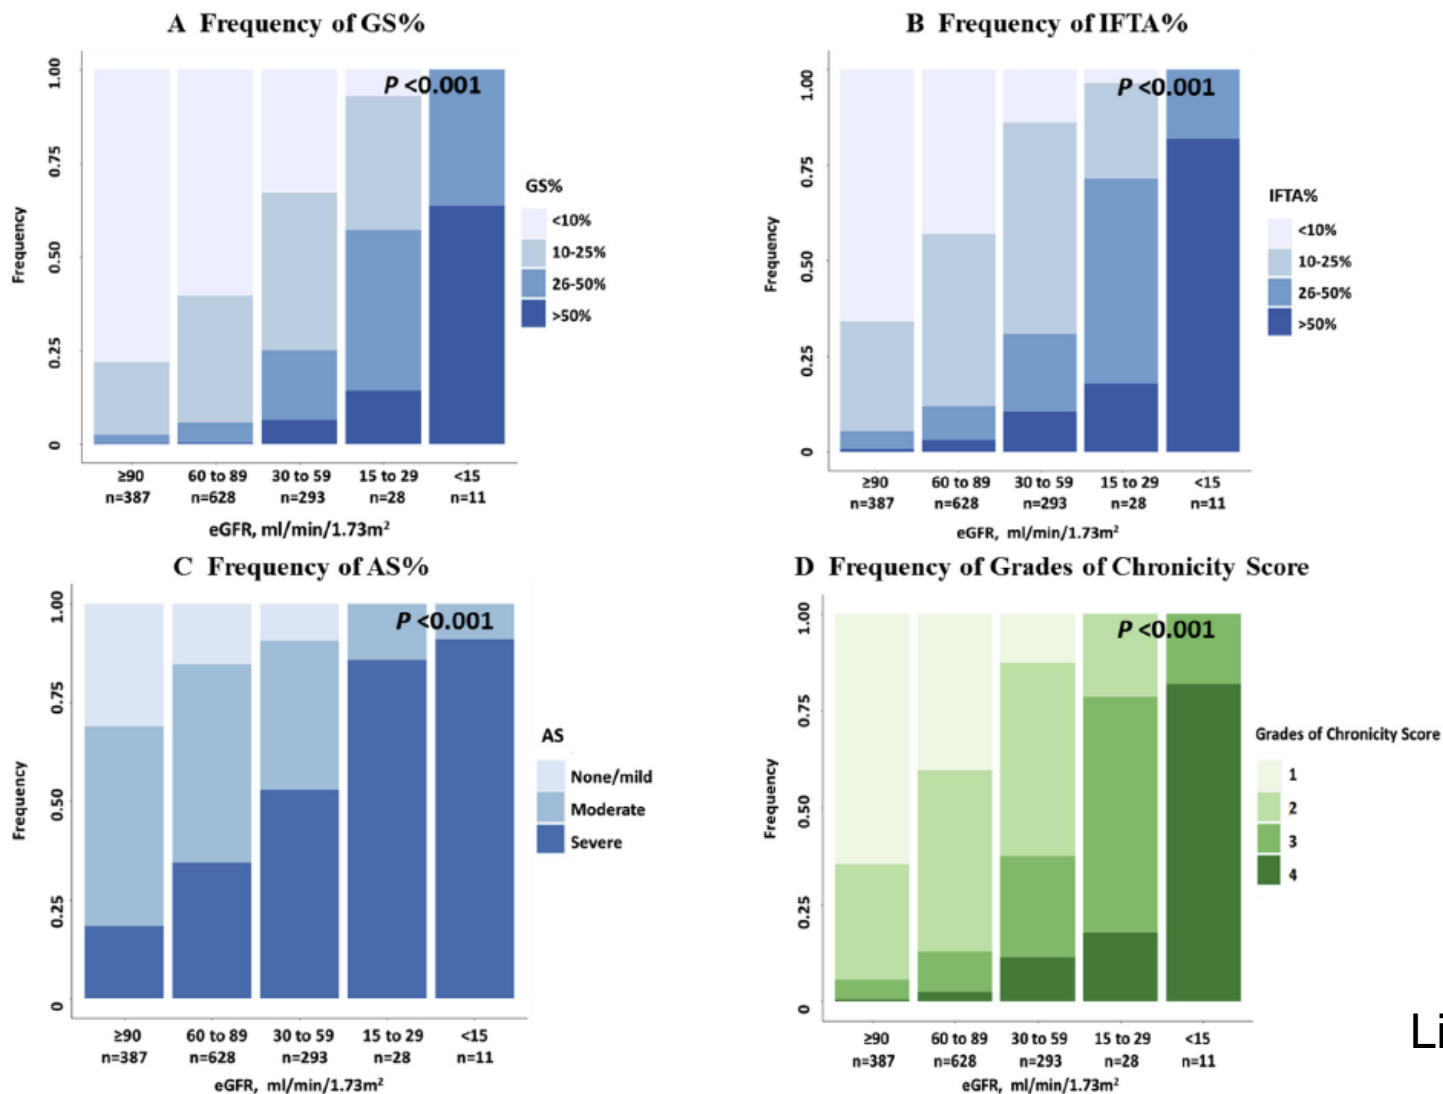 A Frequency of GS%
1.00
0.75
0.50
0.25
0
Frequency
P <0.001
GS%
<10%
10-25%
26-50%
>50%
≥90 60 to 89 30 to 59 15 to 29 <15
n=387 n=628 n=293 n=28 n=11
eGFR, ml/min/1.73m²
B Frequency of IFTA%
1.00
0.75
0.50
0.25
0
Frequency
P <0.001
IFTA%
<10%
10-25%
26-50%
>50%
≥90 60 to 89 30 to 59 15 to 29 <15
n=387 n=628 n=293 n=28 n=11
eGFR, ml/min/1.73m²
C Frequency of AS%
1.00
0.75
0.50
0.25
0
Frequency
P <0.001
AS
None/mild
Moderate
Severe
≥90 60 to 89 30 to 59 15 to 29 <15
n=387 n=628 n=293 n=28 n=11
eGFR, ml/min/1.73m²
D Frequency of Grades of Chronicity Score
1.00
0.75
0.50
0.25
0
Frequency
P <0.001
Grades of Chronicity Score
1
2
3
4
≥90 60 to 89 30 to 59 15 to 29 <15
n=387 n=628 n=293 n=28 n=11
eGFR, ml/min/1.73m²
Li